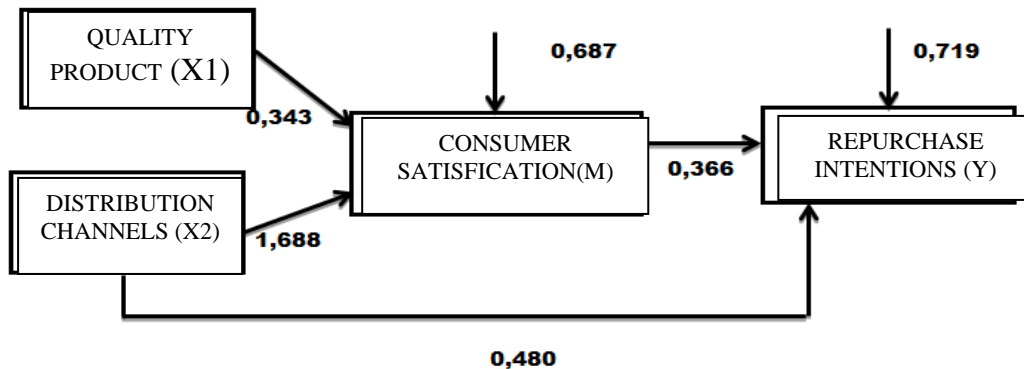 QUALITY
PRODUCT (X1)
0,687
0,719
0,343
CONSUMER
SATISFICATION(M)
0,366
REPURCHASE
INTENTIONS (Y)
DISTRIBUTION
CHANNELS (X2)
1,688
0,480